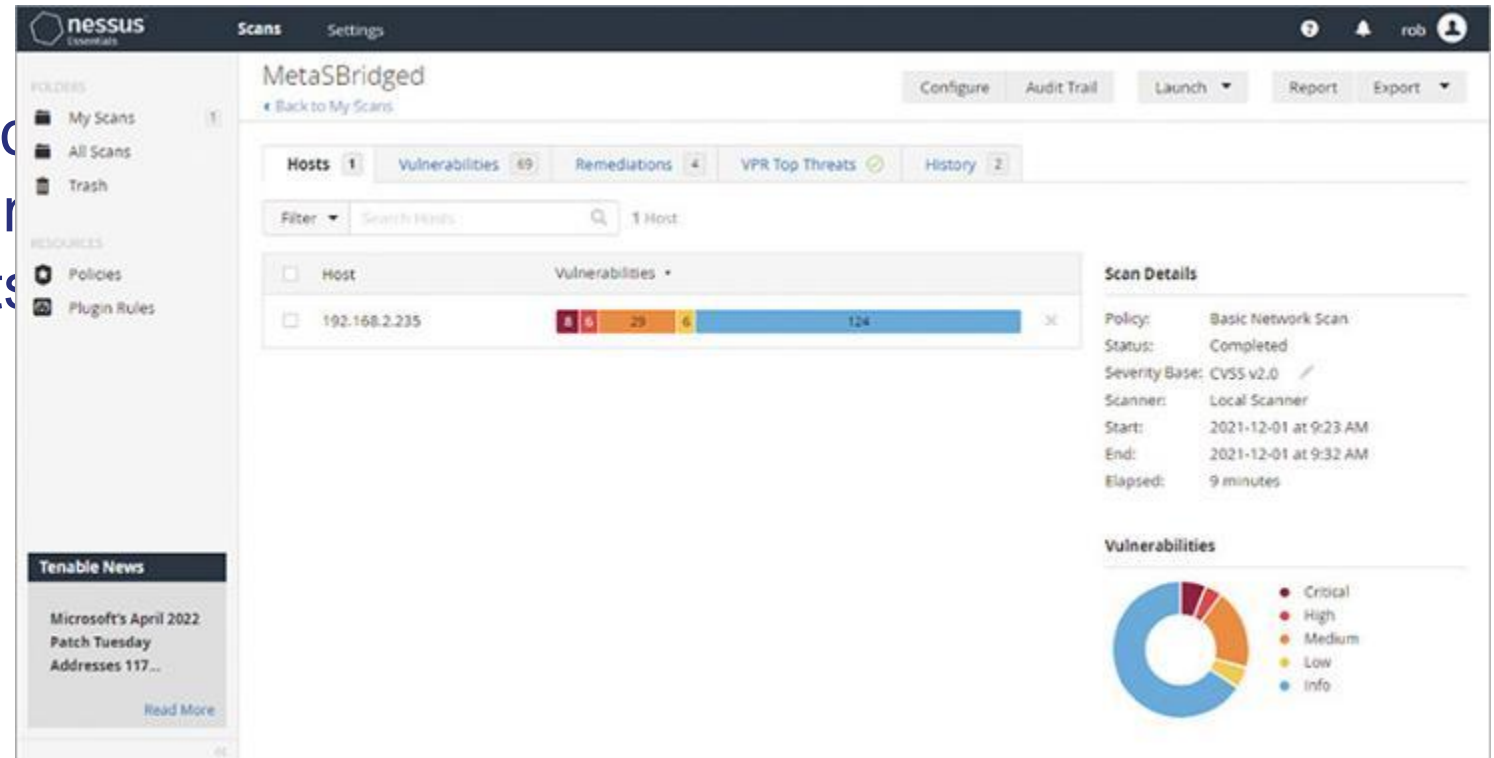 nessus
Essentials
Scans Settings
rob
FOLDERS
My Scans 1
All Scans
Trash
RESOURCES
Policies
Plugin Rules
Tenable News
Microsoft's April 2022
Patch Tuesday
Addresses 117...
Read More
MetaSBridged
Back to My Scans
Configure Audit Trail Launch Report Export
Hosts 1 Vulnerabilities 69 Remediations 4 VPR Top Threats History 2
Filter Search Hosts 1 Host
Host Vulnerabilities
192.168.2.235 8 6 29 6 124
Scan Details
Policy: Basic Network Scan
Status: Completed
Severity Base: CVSS v2.0
Scanner: Local Scanner
Start: 2021-12-01 at 9:23 AM
End: 2021-12-01 at 9:32 AM
Elapsed: 9 minutes
Vulnerabilities
Critical
High
Medium
Low
Info